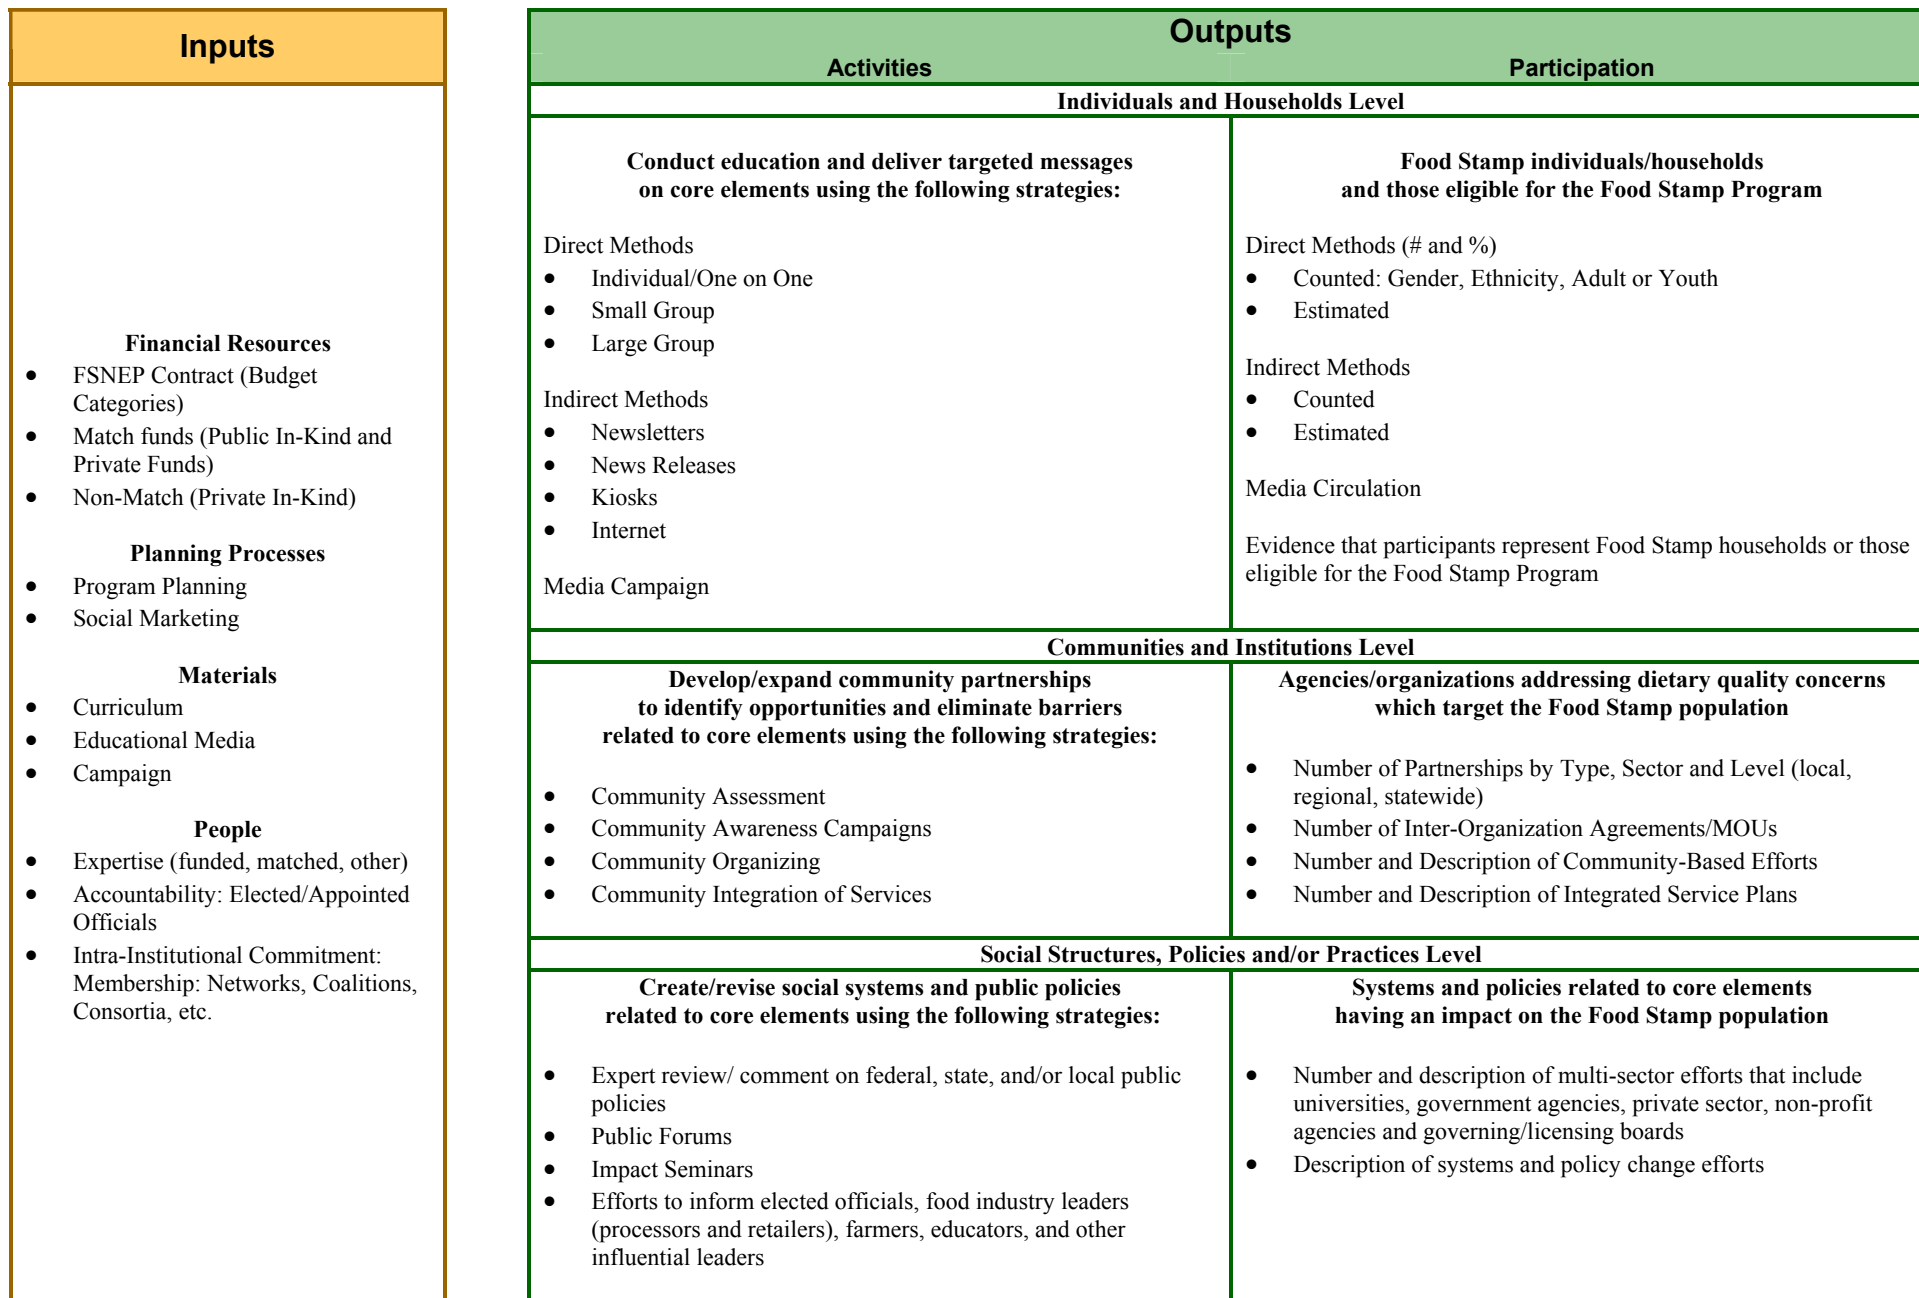 Inputs
Financial Resources
• FSNEP Contract (Budget
Categories)
• Match funds (Public In-Kind and
Private Funds)
• Non-Match (Private In-Kind)
Planning Processes
• Program Planning
• Social Marketing
Materials
• Curriculum
• Educational Media
• Campaign
People
• Expertise (funded, matched, other)
• Accountability: Elected/Appointed
Officials
• Intra-Institutional Commitment:
Membership: Networks, Coalitions,
Consortia, etc.
Outputs
Activities
Participation
Individuals and Households Level
Conduct education and deliver targeted messages
on core elements using the following strategies:
Direct Methods
• Individual/One on One
• Small Group
• Large Group
Indirect Methods
• Newsletters
• News Releases
• Kiosks
• Internet
Media Campaign
Food Stamp individuals/households
and those eligible for the Food Stamp Program
Direct Methods (# and %)
• Counted: Gender, Ethnicity, Adult or Youth
• Estimated
Indirect Methods
• Counted
• Estimated
Media Circulation
Evidence that participants represent Food Stamp households or those
eligible for the Food Stamp Program
Communities and Institutions Level
Develop/expand community partnerships
to identify opportunities and eliminate barriers
related to core elements using the following strategies:
• Community Assessment
• Community Awareness Campaigns
• Community Organizing
• Community Integration of Services
Agencies/organizations addressing dietary quality concerns
which target the Food Stamp population
• Number of Partnerships by Type, Sector and Level (local,
regional, statewide)
• Number of Inter-Organization Agreements/MOUs
• Number and Description of Community-Based Efforts
• Number and Description of Integrated Service Plans
Social Structures, Policies and/or Practices Level
Create/revise social systems and public policies
related to core elements using the following strategies:
• Expert review/ comment on federal, state, and/or local public
policies
• Public Forums
• Impact Seminars
• Efforts to inform elected officials, food industry leaders
(processors and retailers), farmers, educators, and other
influential leaders
Systems and policies related to core elements
having an impact on the Food Stamp population
• Number and description of multi-sector efforts that include
universities, government agencies, private sector, non-profit
agencies and governing/licensing boards
• Description of systems and policy change efforts